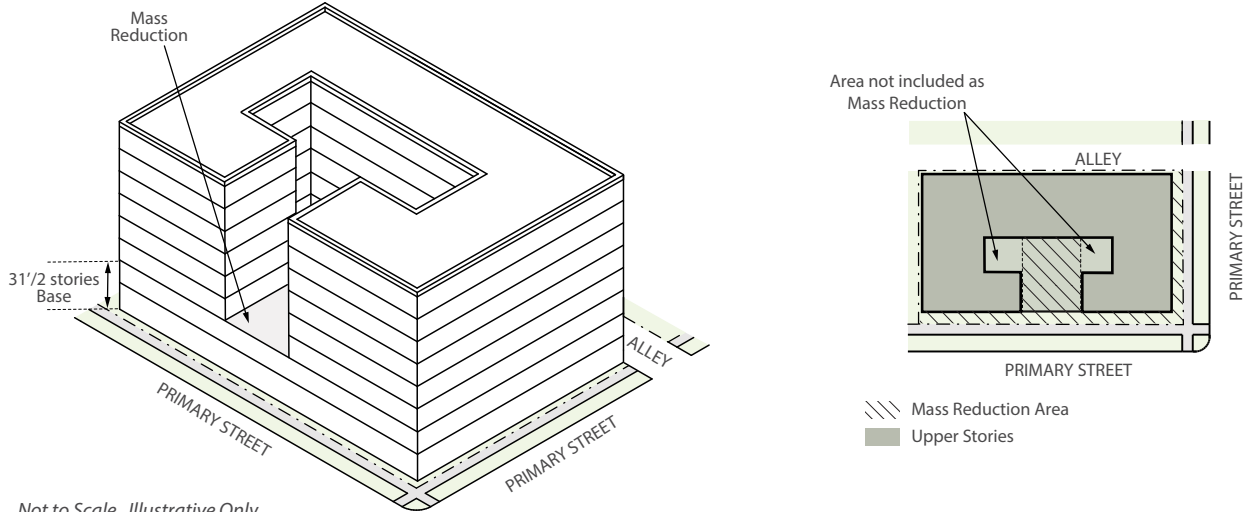 Mass
Reduction
31'/2 stories
Base
PRIMARY STREET
PRIMARY STREET
ALLEY
Not to Scale. Illustrative Only.
Area not included as
Mass Reduction
ALLEY
PRIMARY STREET
PRIMARY STREET
Mass Reduction Area
Upper Stories